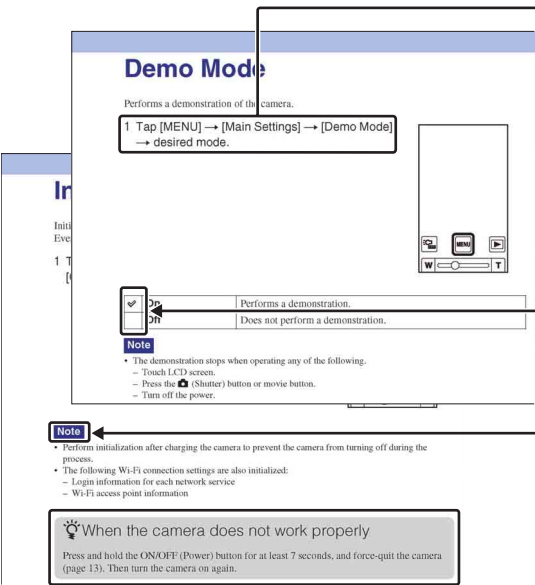 Demo Mode
Performs a demonstration of the camera.
1 Tap [MENU] → [Main Settings] → [Demo Mode]
→ desired mode.
MENU
W T
On Performs a demonstration.
Off Does not perform a demonstration.
Note
• The demonstration stops when operating any of the following.
– Touch LCD screen.
– Press the (Shutter) button or movie button.
– Turn off the power.
Note
• Perform initialization after charging the camera to prevent the camera from turning off during the
process.
• The following Wi-Fi connection settings are also initialized:
– Login information for each network service
– Wi-Fi access point information
When the camera does not work properly
Press and hold the ON/OFF (Power) button for at least 7 seconds, and force-quit the camera
(page 13). Then turn the camera on again.